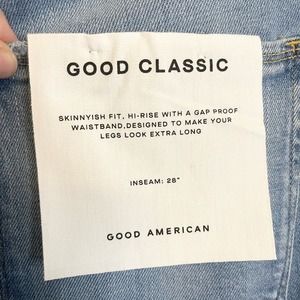 GOOD CLASSIC
SKINNYISH FIT, HI-RISE WITH A GAP PROOF
WAISTBAND,DESIGNED TO MAKE YOUR
LEGS LOOK EXTRA LONG
INSEAM: 28"
GOOD AMERICAN